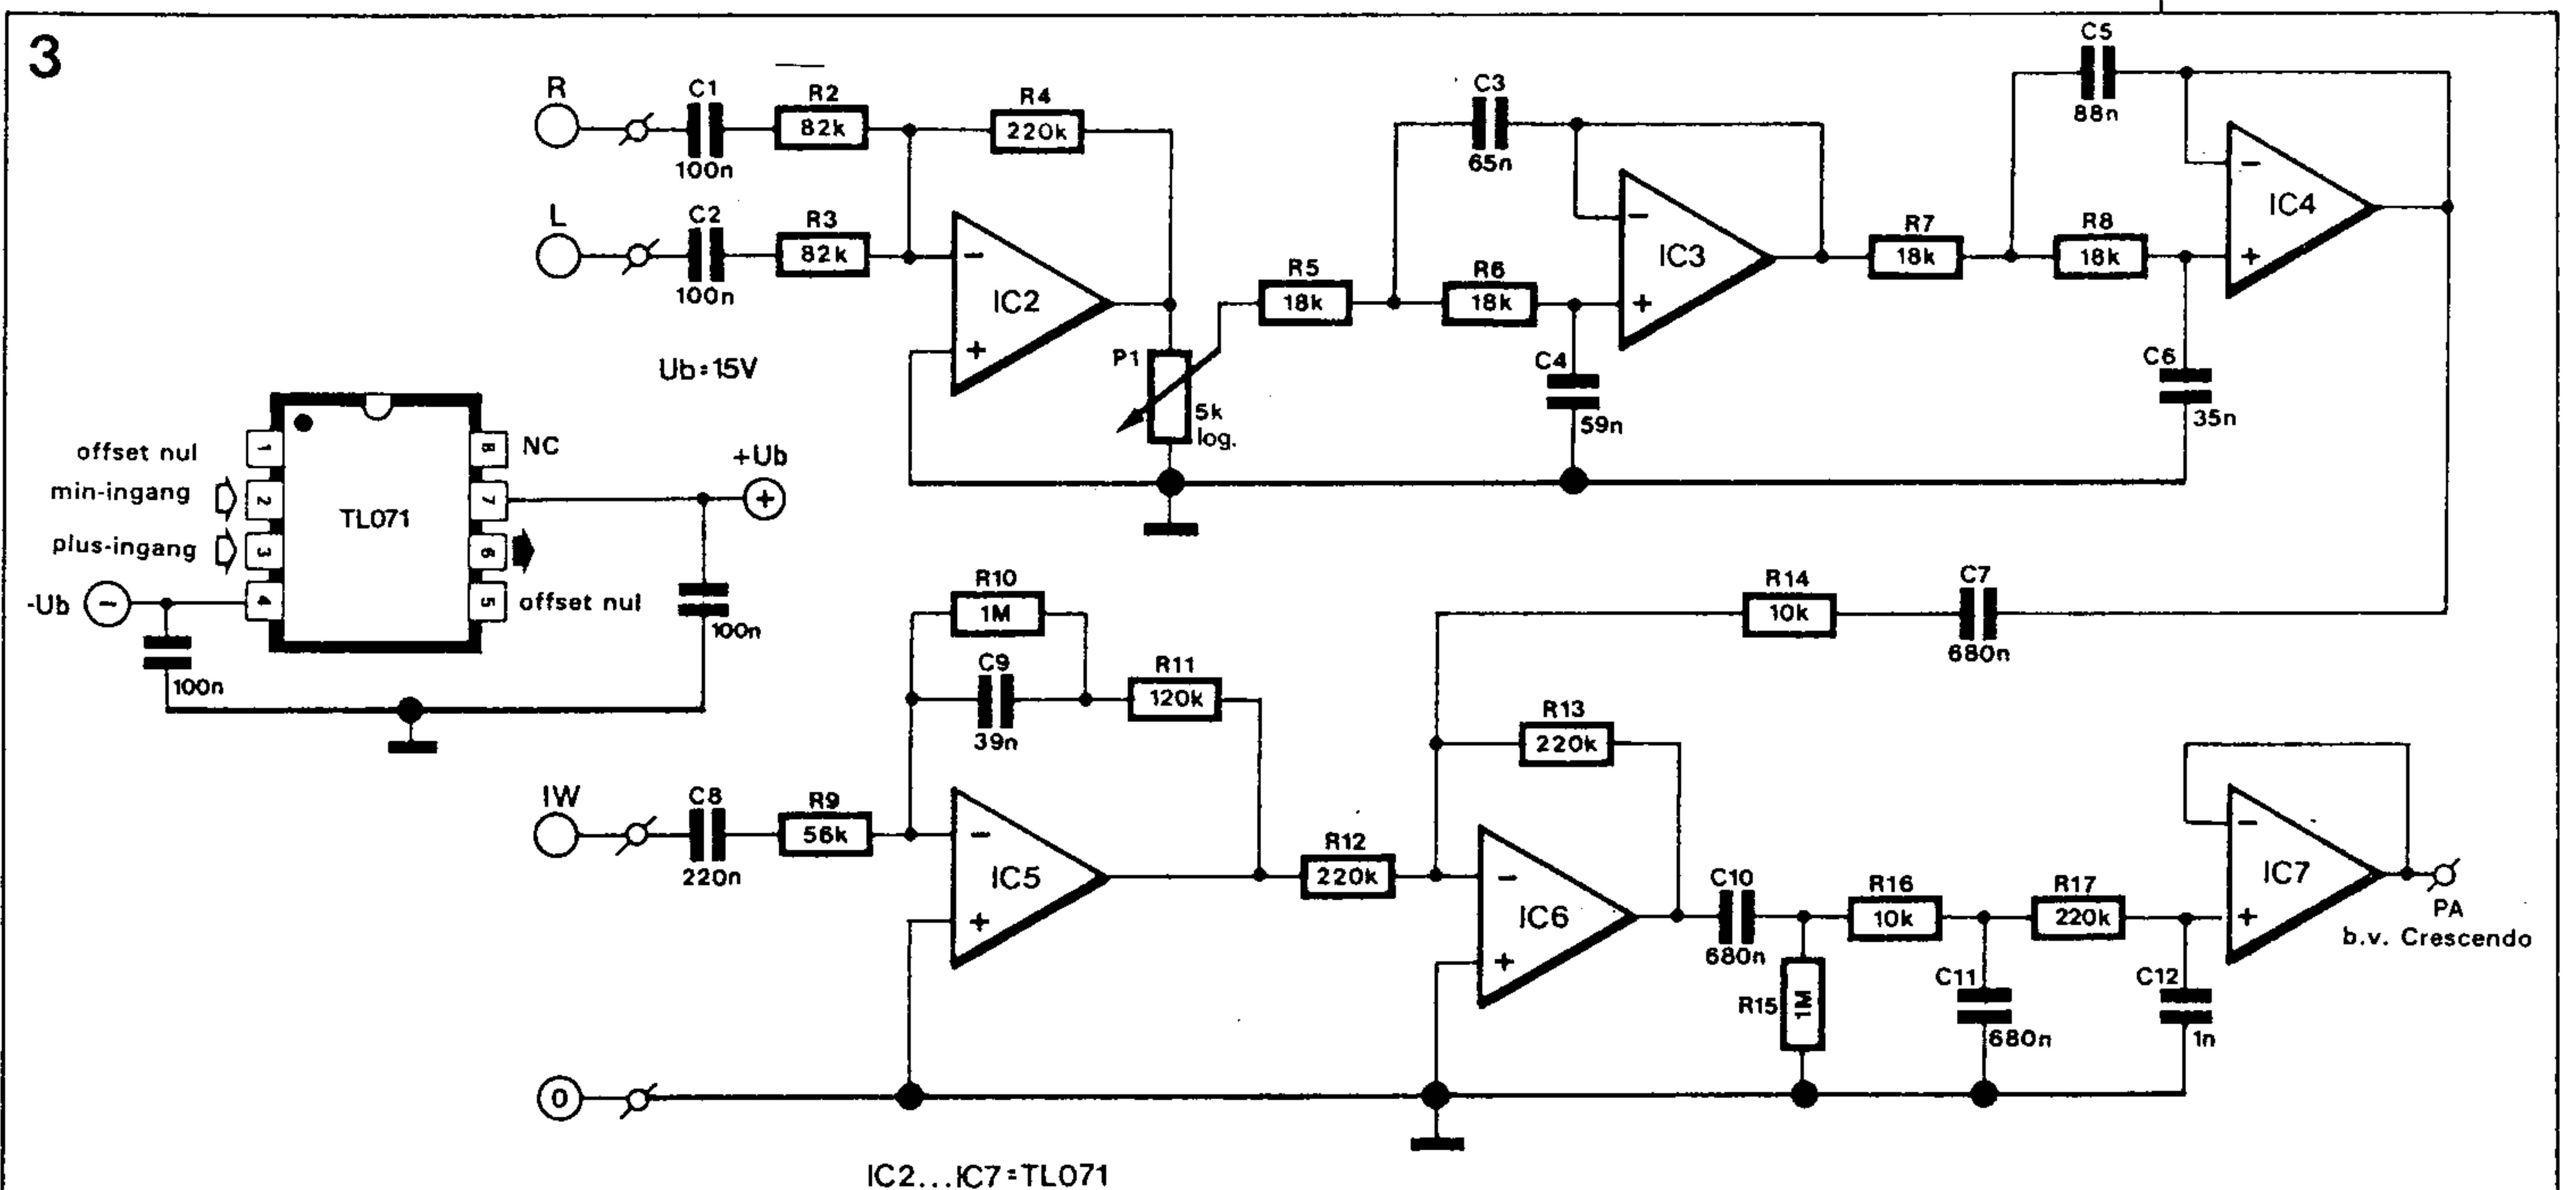 3
R
C1
100n
R2
82k
R4
220k
L
C2
100n
R3
82k
IC2
−
+
Ub=15V
P1
5k
log.
R5
18k
C3
65n
R6
18k
C4
59n
IC3
−
+
R7
18k
C5
88n
R8
18k
C6
35n
IC4
−
+
offset nul
min-ingang
plus-ingang
-Ub
−
1
2
3
4
TL071
8
7
6
5
NC
+Ub
+
offset nul
100n
100n
R10
1M
C9
39n
R11
120k
R14
10k
C7
680n
R13
220k
IW
C8
220n
R9
56k
IC5
−
+
R12
220k
IC6
−
+
C10
680n
R15
1M
R16
10k
C11
680n
R17
220k
C12
1n
IC7
−
+
PA
b.v. Crescendo
0
IC2...IC7=TL071